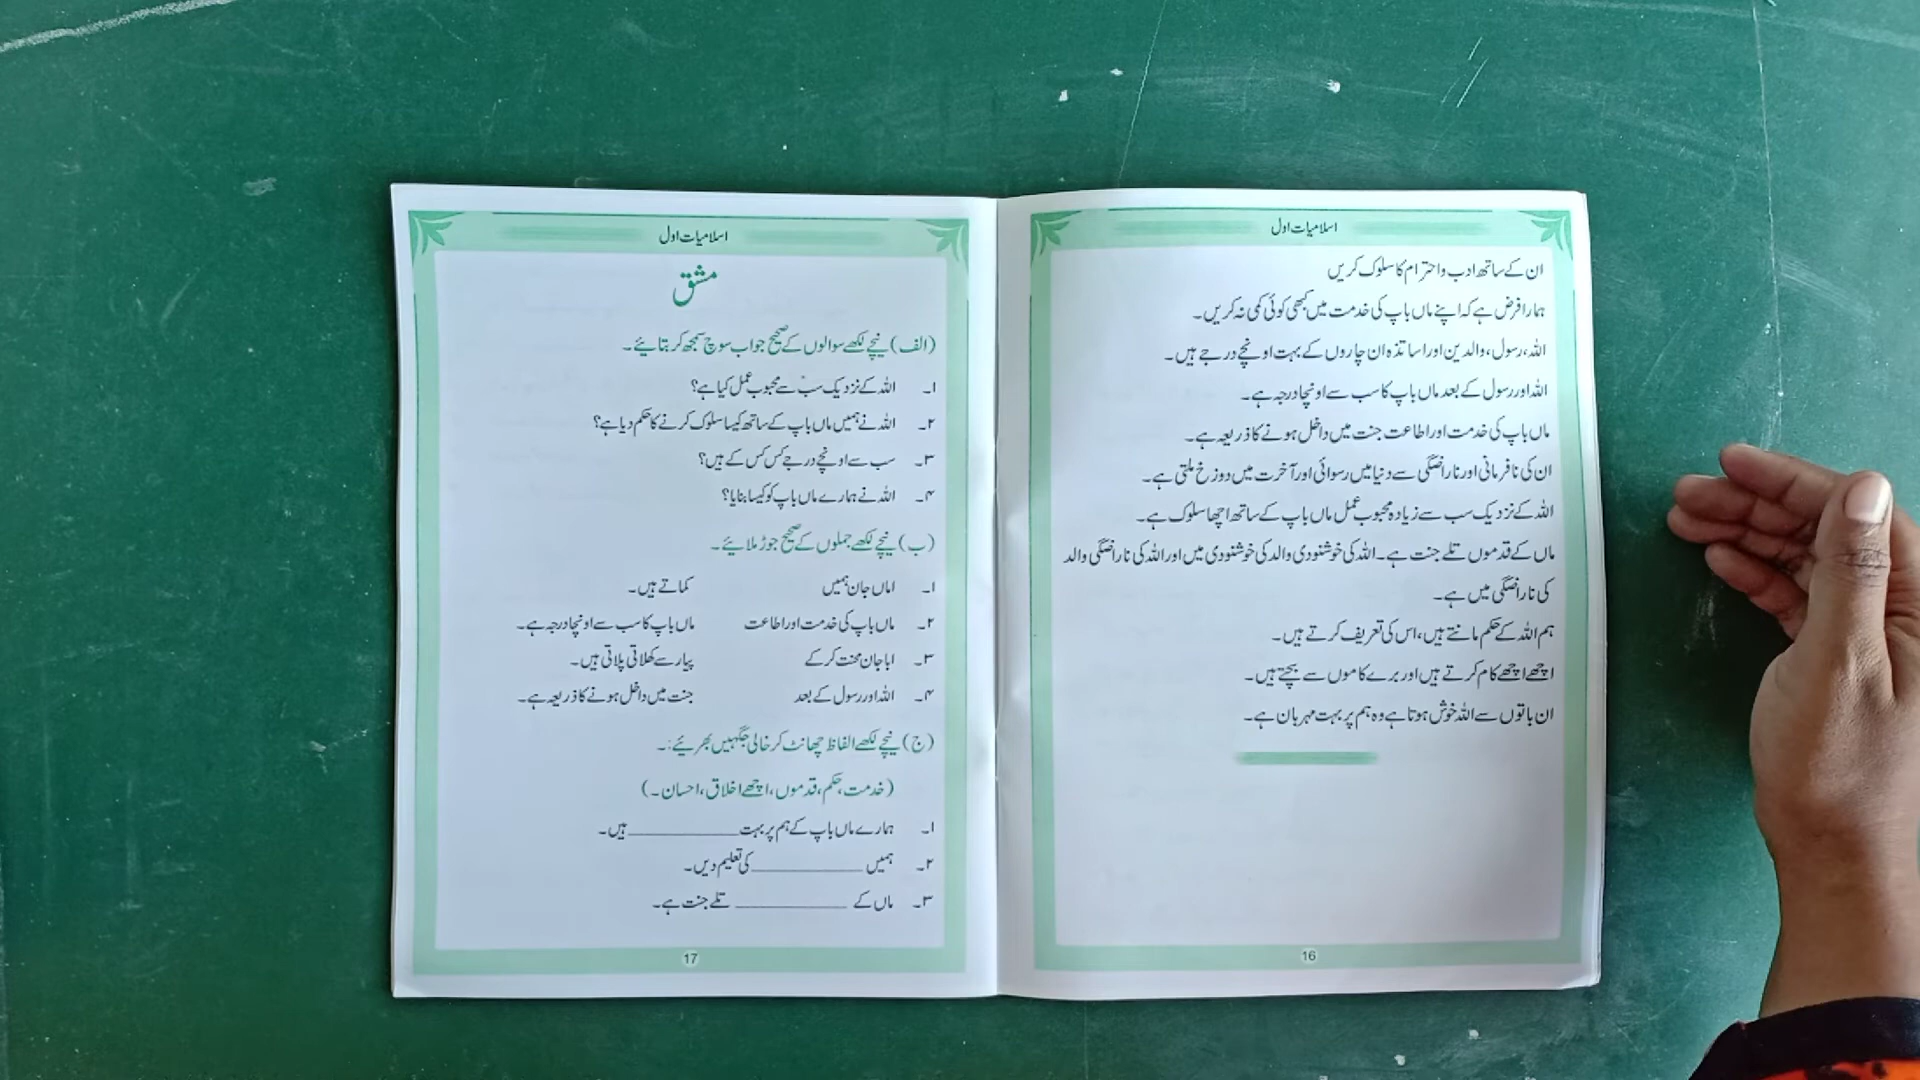 اسلامیات اول
ان کے ساتھ ادب و احترام کا سلوک کریں
ہمارا فرض ہے کہ اپنے ماں باپ کی خدمت میں کبھی کوئی کمی نہ کریں۔
اللہ، رسول، والدین اور اساتذہ ان چاروں کے بہت اونچے درجے ہیں۔
اللہ اور رسول کے بعد ماں باپ کا سب سے اونچا درجہ ہے۔
ماں باپ کی خدمت اور اطاعت جنت میں داخل ہونے کا ذریعہ ہے۔
ان کی نافرمانی اور ناراضگی سے دنیا میں رسوائی اور آخرت میں دوزخ ملتی ہے۔
اللہ کے نزدیک سب سے زیادہ محبوب عمل ماں باپ کے ساتھ اچھا سلوک ہے۔
ماں کے قدموں تلے جنت ہے۔ اللہ کی خوشنودی والد کی خوشنودی میں اور اللہ کی ناراضگی والد
کی ناراضگی میں ہے۔
ہم اللہ کے حکم مانتے ہیں، اس کی تعریف کرتے ہیں۔
اچھے اچھے کام کرتے ہیں اور برے کاموں سے بچتے ہیں۔
ان باتوں سے اللہ خوش ہوتا ہے وہ ہم پر بہت مہربان ہے۔
16
اسلامیات اول
مشق
(الف) نیچے لکھے سوالوں کے صحیح جواب سوچ سمجھ کر بتائیے۔
۱۔ اللہ کے نزدیک سب سے محبوب عمل کیا ہے؟
۲۔ اللہ نے ہمیں ماں باپ کے ساتھ کیسا سلوک کرنے کا حکم دیا ہے؟
۳۔ سب سے اونچے درجے کس کس کے ہیں؟
۴۔ اللہ نے ہمارے ماں باپ کو کیسا بنایا؟
(ب) نیچے لکھے جملوں کے صحیح جوڑ ملائیے۔
۱۔ اماں جان ہمیں کماتے ہیں۔
۲۔ ماں باپ کی خدمت اور اطاعت ماں باپ کا سب سے اونچا درجہ ہے۔
۳۔ ابا جان محنت کر کے پیار سے کھلاتی پلاتی ہیں۔
۴۔ اللہ اور رسول کے بعد جنت میں داخل ہونے کا ذریعہ ہے۔
(ج) نیچے لکھے الفاظ چھانٹ کر خالی جگہیں بھریئے:۔
(خدمت، حکم، قدموں، اچھے اخلاق، احسان۔)
۱۔ ہمارے ماں باپ کے ہم پر بہت ____________ ہیں۔
۲۔ ہمیں ____________ کی تعلیم دیں۔
۳۔ ماں کے ____________ تلے جنت ہے۔
17